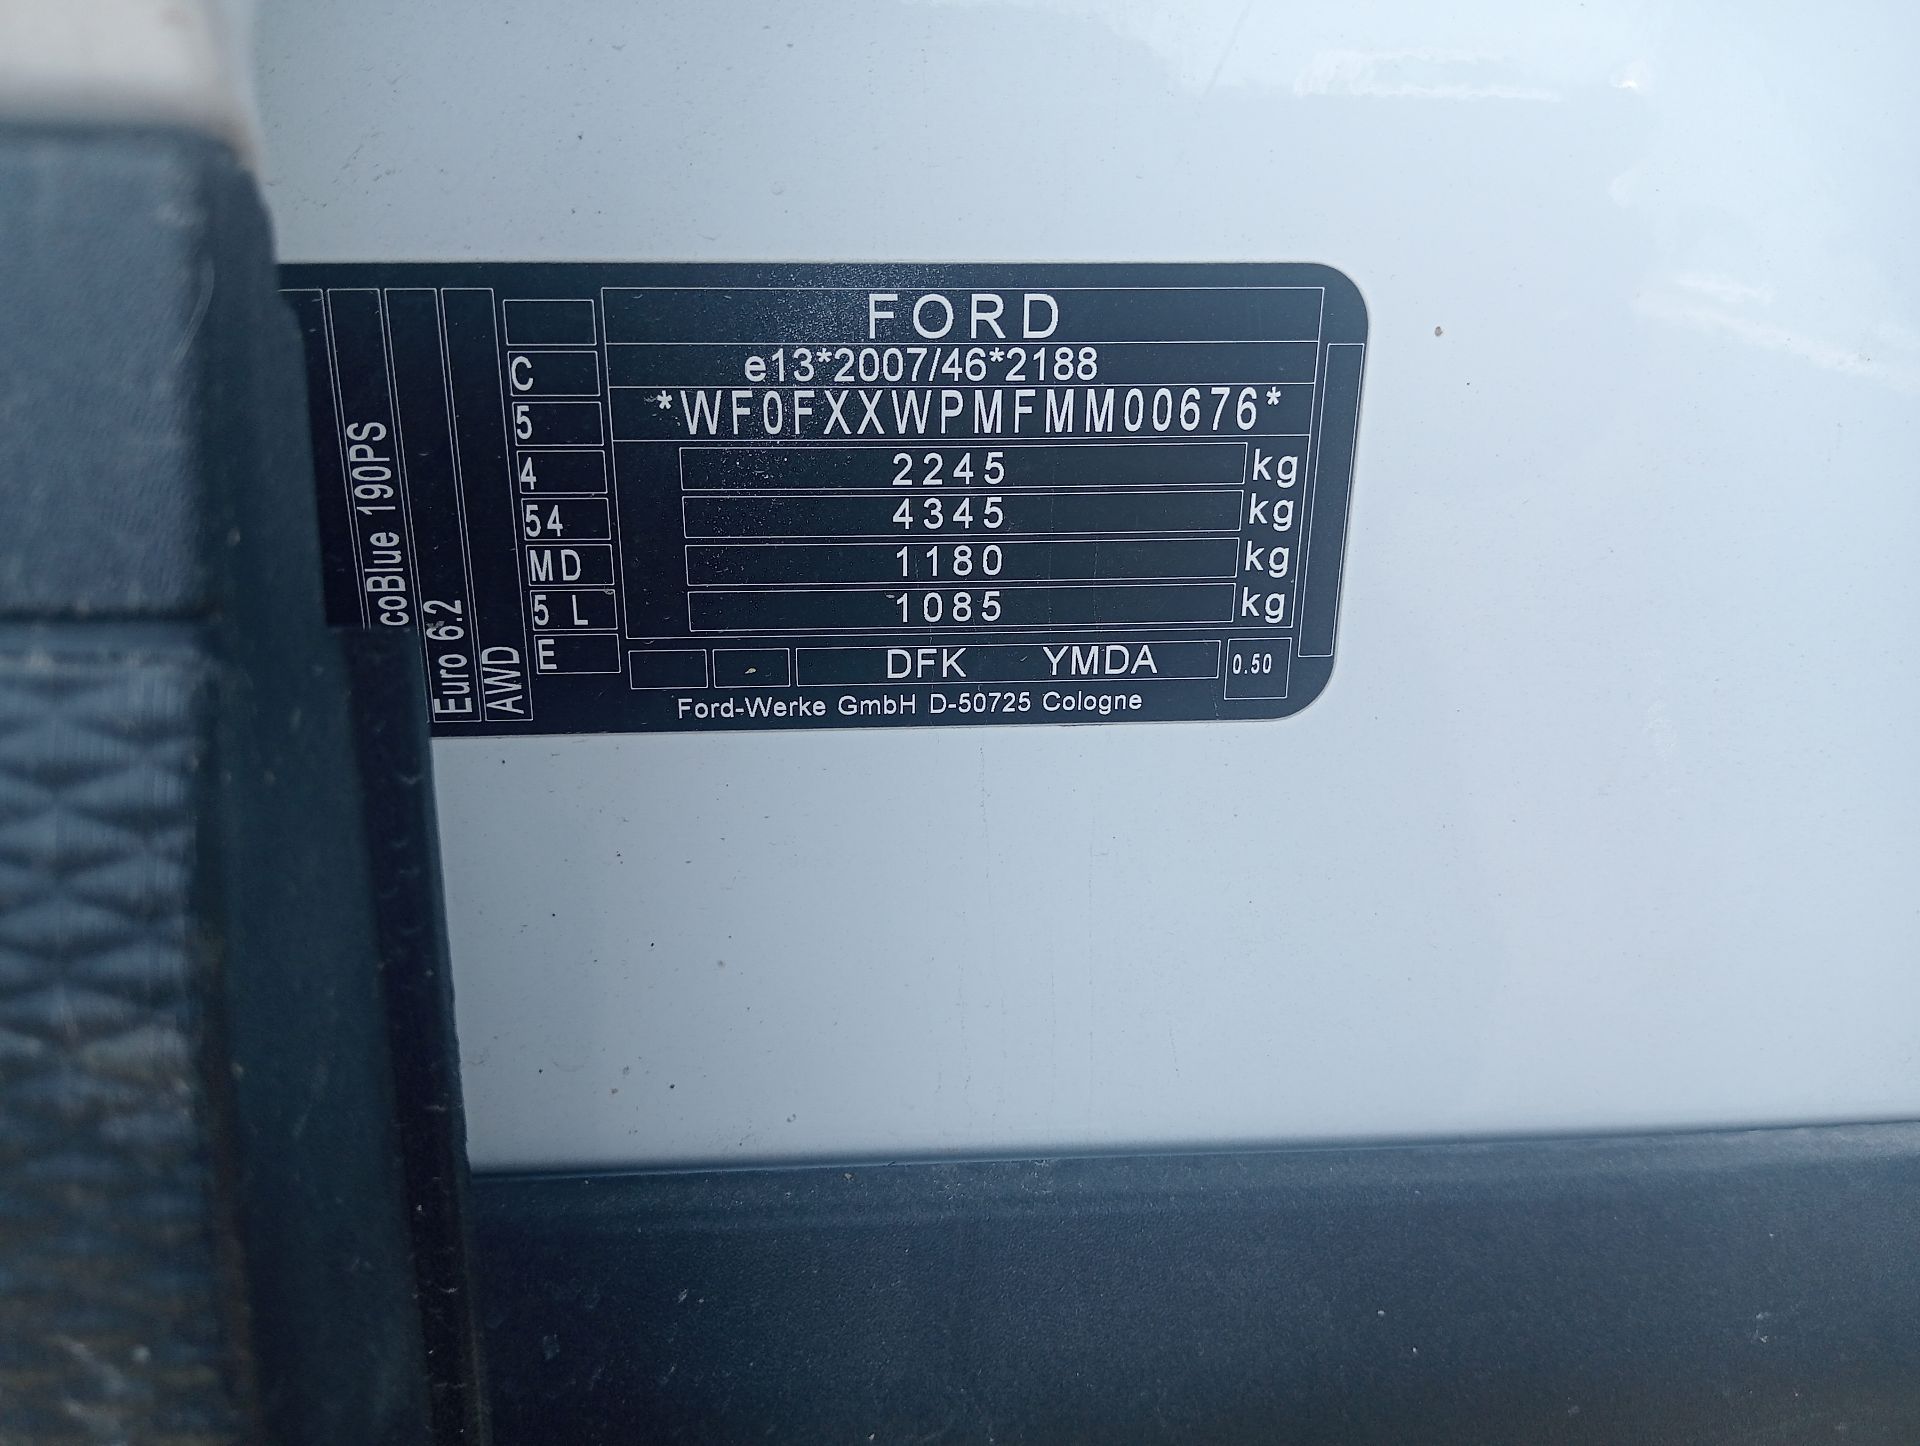 FORD
e13*2007/46*2188
*WF0FXXWPMFMM00676*
2245 kg
4345 kg
1180 kg
1085 kg
DFK YMDA 0.50
Ford-Werke GmbH D-50725 Cologne
C
5
4
54
MD
5 L
E
coBlue 190PS
Euro 6.2
AWD